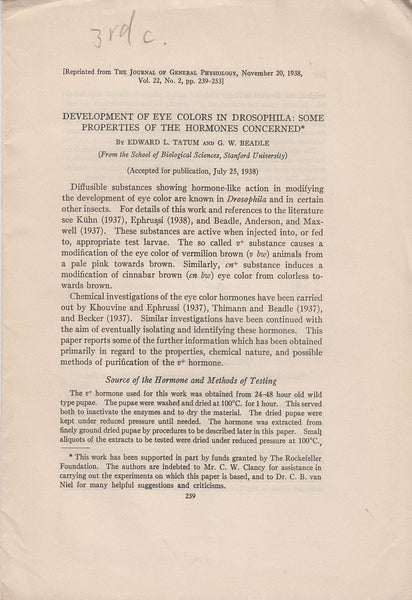 3rd c.
[Reprinted from THE JOURNAL OF GENERAL PHYSIOLOGY, November 20, 1938,
Vol. 22, No. 2, pp. 239–253]
DEVELOPMENT OF EYE COLORS IN DROSOPHILA: SOME
PROPERTIES OF THE HORMONES CONCERNED*
BY EDWARD L. TATUM AND G. W. BEADLE
(From the School of Biological Sciences, Stanford University)
(Accepted for publication, July 25, 1938)
Diffusible substances showing hormone-like action in modifying
the development of eye color are known in Drosophila and in certain
other insects. For details of this work and references to the literature
see Kühn (1937), Ephrussi (1938), and Beadle, Anderson, and Max-
well (1937). These substances are active when injected into, or fed
to, appropriate test larvae. The so called v+ substance causes a
modification of the eye color of vermilion brown (v bw) animals from
a pale pink towards brown. Similarly, cn+ substance induces a
modification of cinnabar brown (cn bw) eye color from colorless to-
wards brown.
Chemical investigations of the eye color hormones have been carried
out by Khouvine and Ephrussi (1937), Thimann and Beadle (1937),
and Becker (1937). Similar investigations have been continued with
the aim of eventually isolating and identifying these hormones. This
paper reports some of the further information which has been obtained
primarily in regard to the properties, chemical nature, and possible
methods of purification of the v+ hormone.
Source of the Hormone and Methods of Testing
The v+ hormone used for this work was obtained from 24–48 hour old wild
type pupae. The pupae were washed and dried at 100°C. for 1 hour. This served
both to inactivate the enzymes and to dry the material. The dried pupae were
kept under reduced pressure until needed. The hormone was extracted from
finely ground dried pupae by procedures to be described later in this paper. Small
aliquots of the extracts to be tested were dried under reduced pressure at 100°C.,
* This work has been supported in part by funds granted by The Rockefeller
Foundation. The authors are indebted to Mr. C. W. Clancy for assistance in
carrying out the experiments on which this paper is based, and to Dr. C. B. van
Niel for many helpful suggestions and criticisms.
239